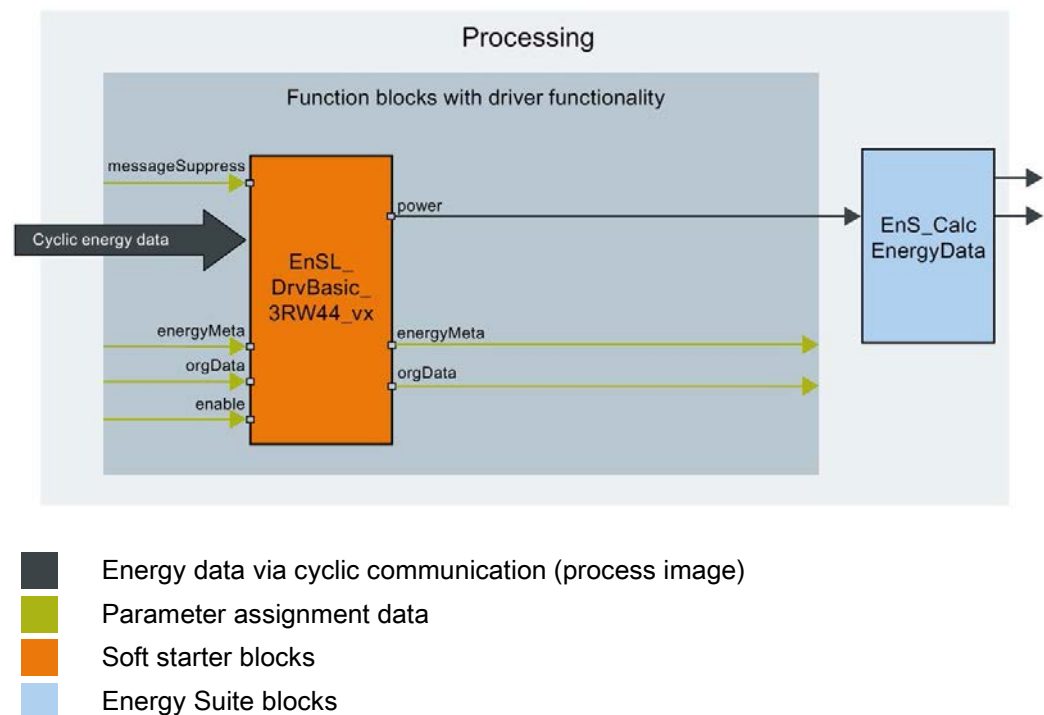 Processing
Function blocks with driver functionality
messageSuppress
Cyclic energy data
energyMeta
orgData
enable
EnSL_
DrvBasic_
3RW44_vx
power
energyMeta
orgData
EnS_Calc
EnergyData
Energy data via cyclic communication (process image)
Parameter assignment data
Soft starter blocks
Energy Suite blocks